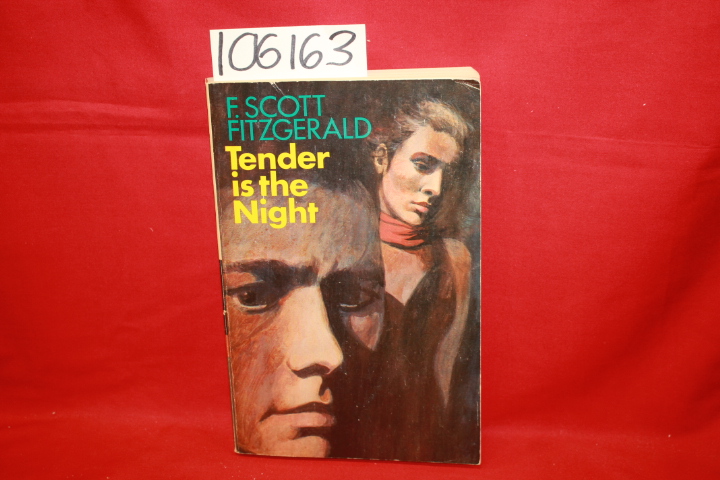 106163
F. SCOTT
FITZGERALD
Tender
is the
Night